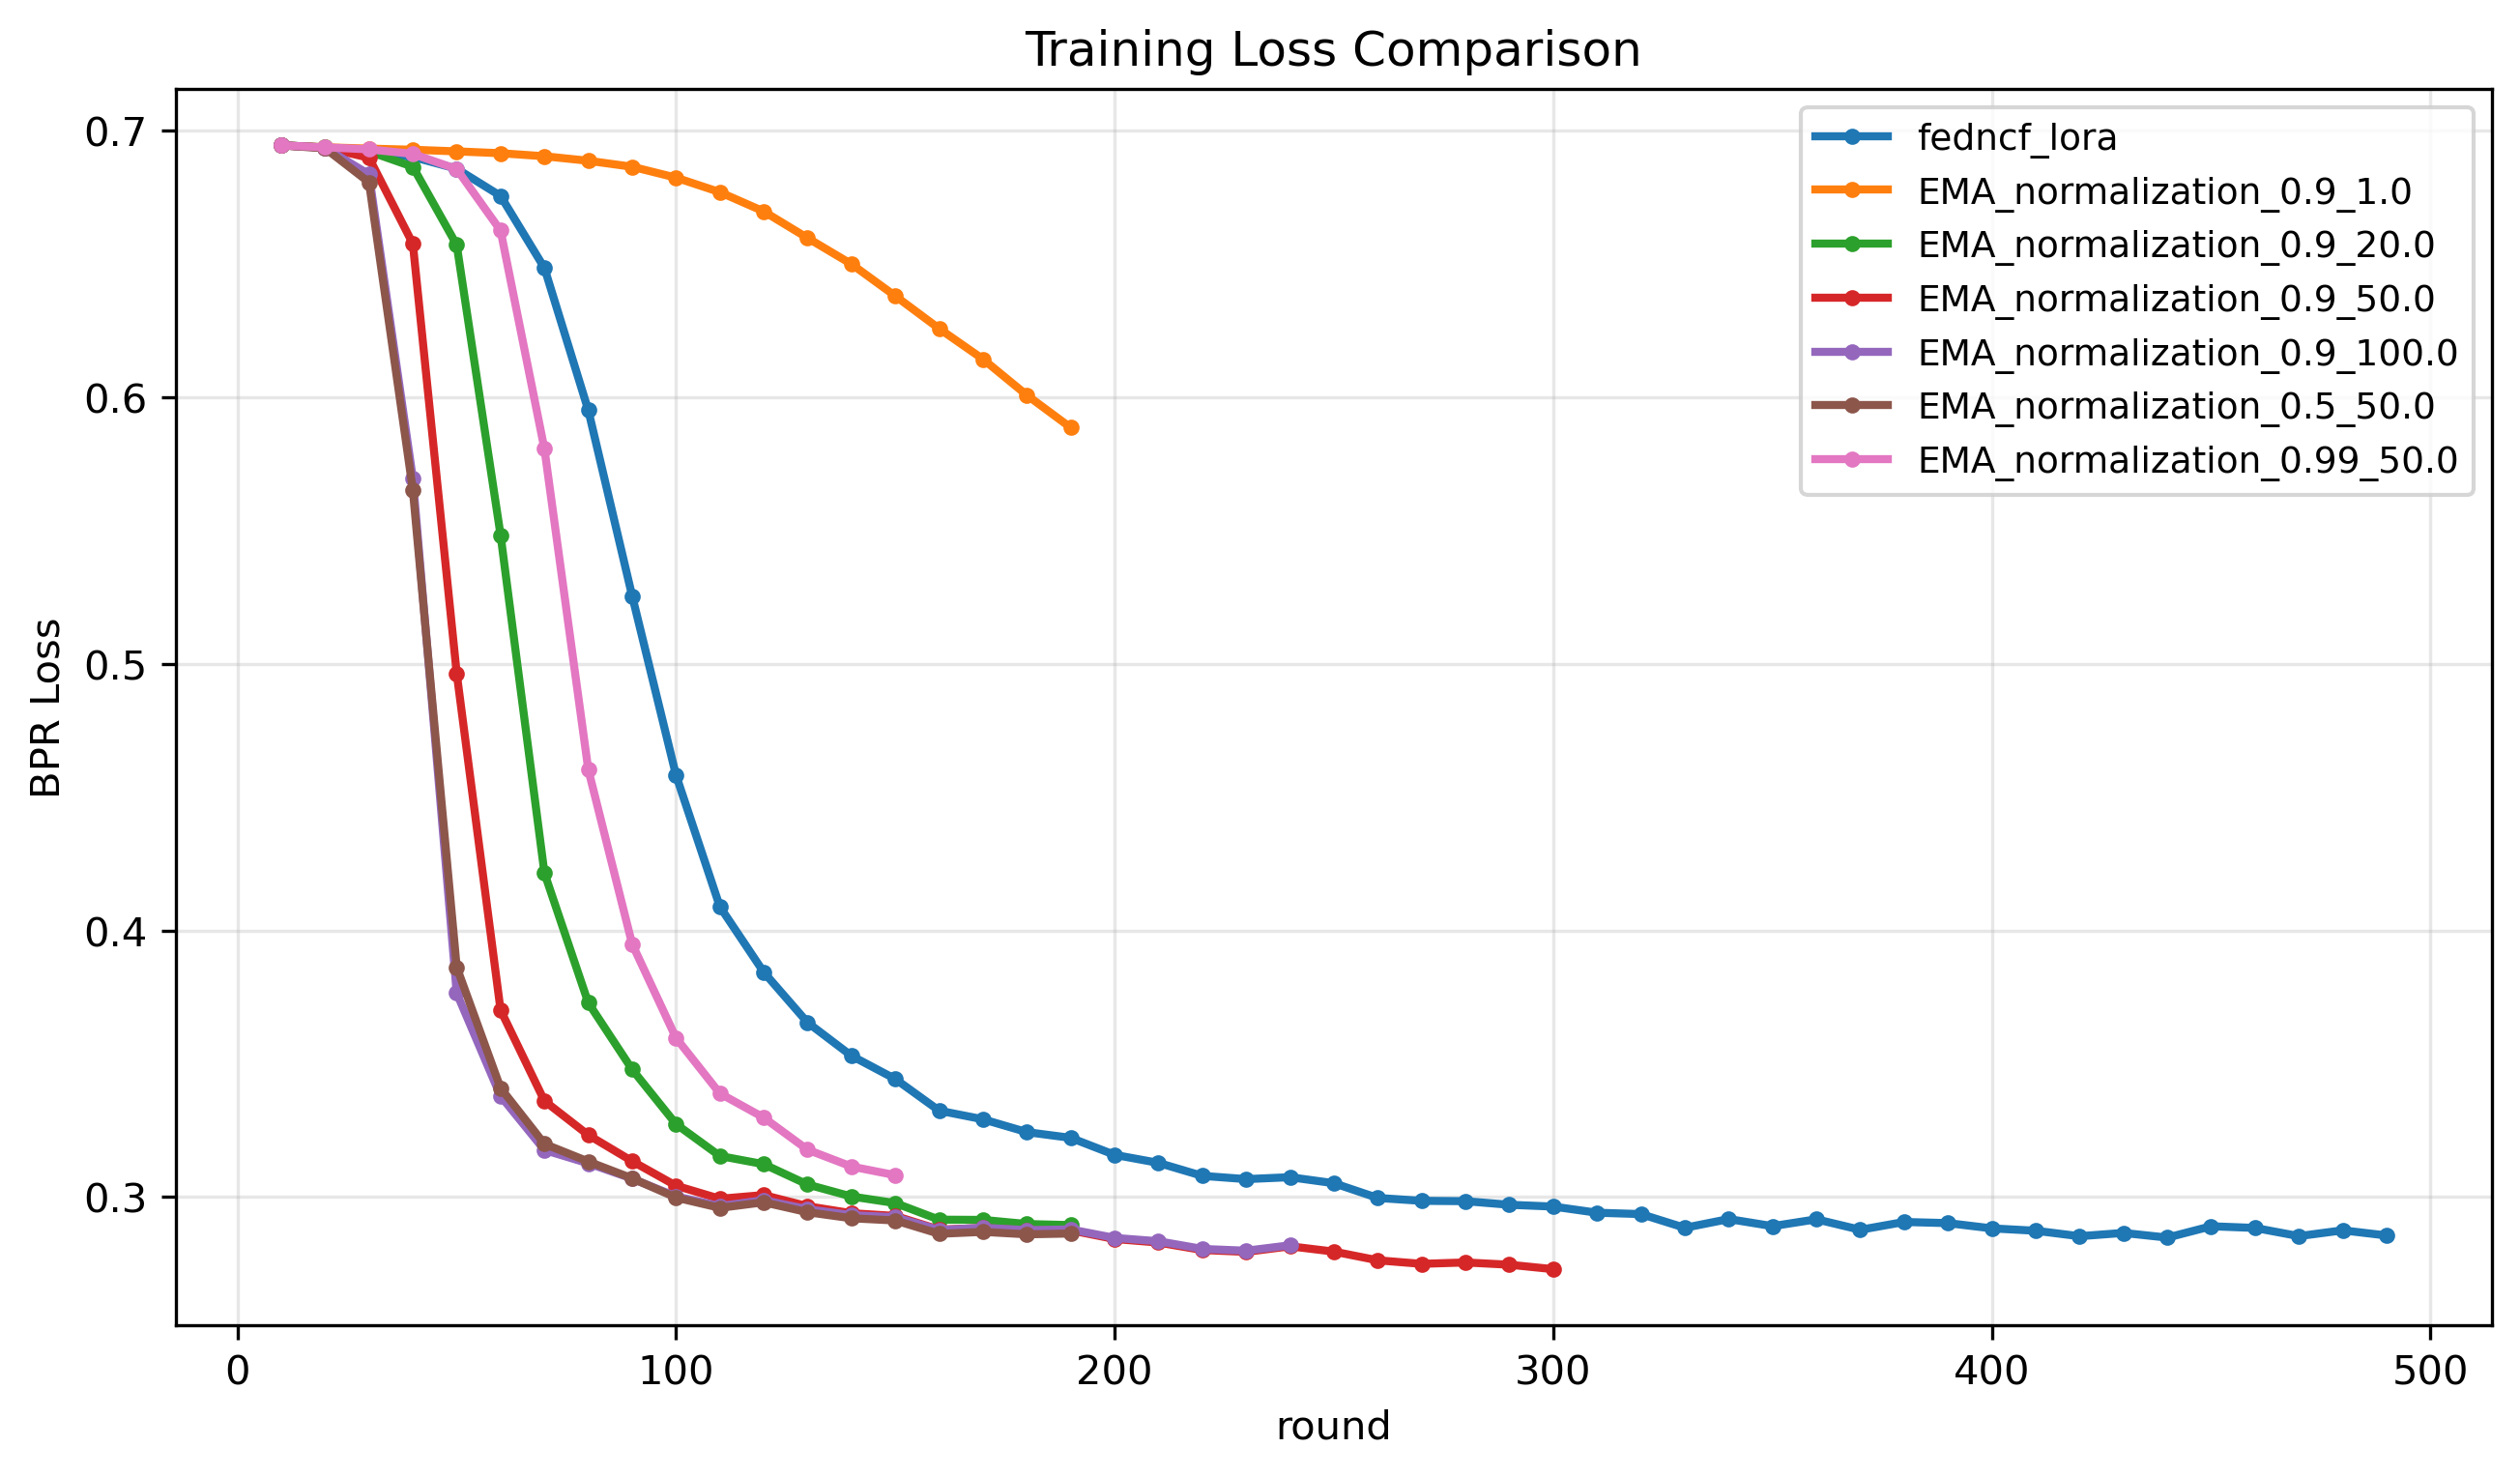 Training Loss Comparison
0.7
0.6
0.5
0.4
0.3
BPR Loss
fedncf_lora
EMA_normalization_0.9_1.0
EMA_normalization_0.9_20.0
EMA_normalization_0.9_50.0
EMA_normalization_0.9_100.0
EMA_normalization_0.5_50.0
EMA_normalization_0.99_50.0
0 100 200 300 400 500
round